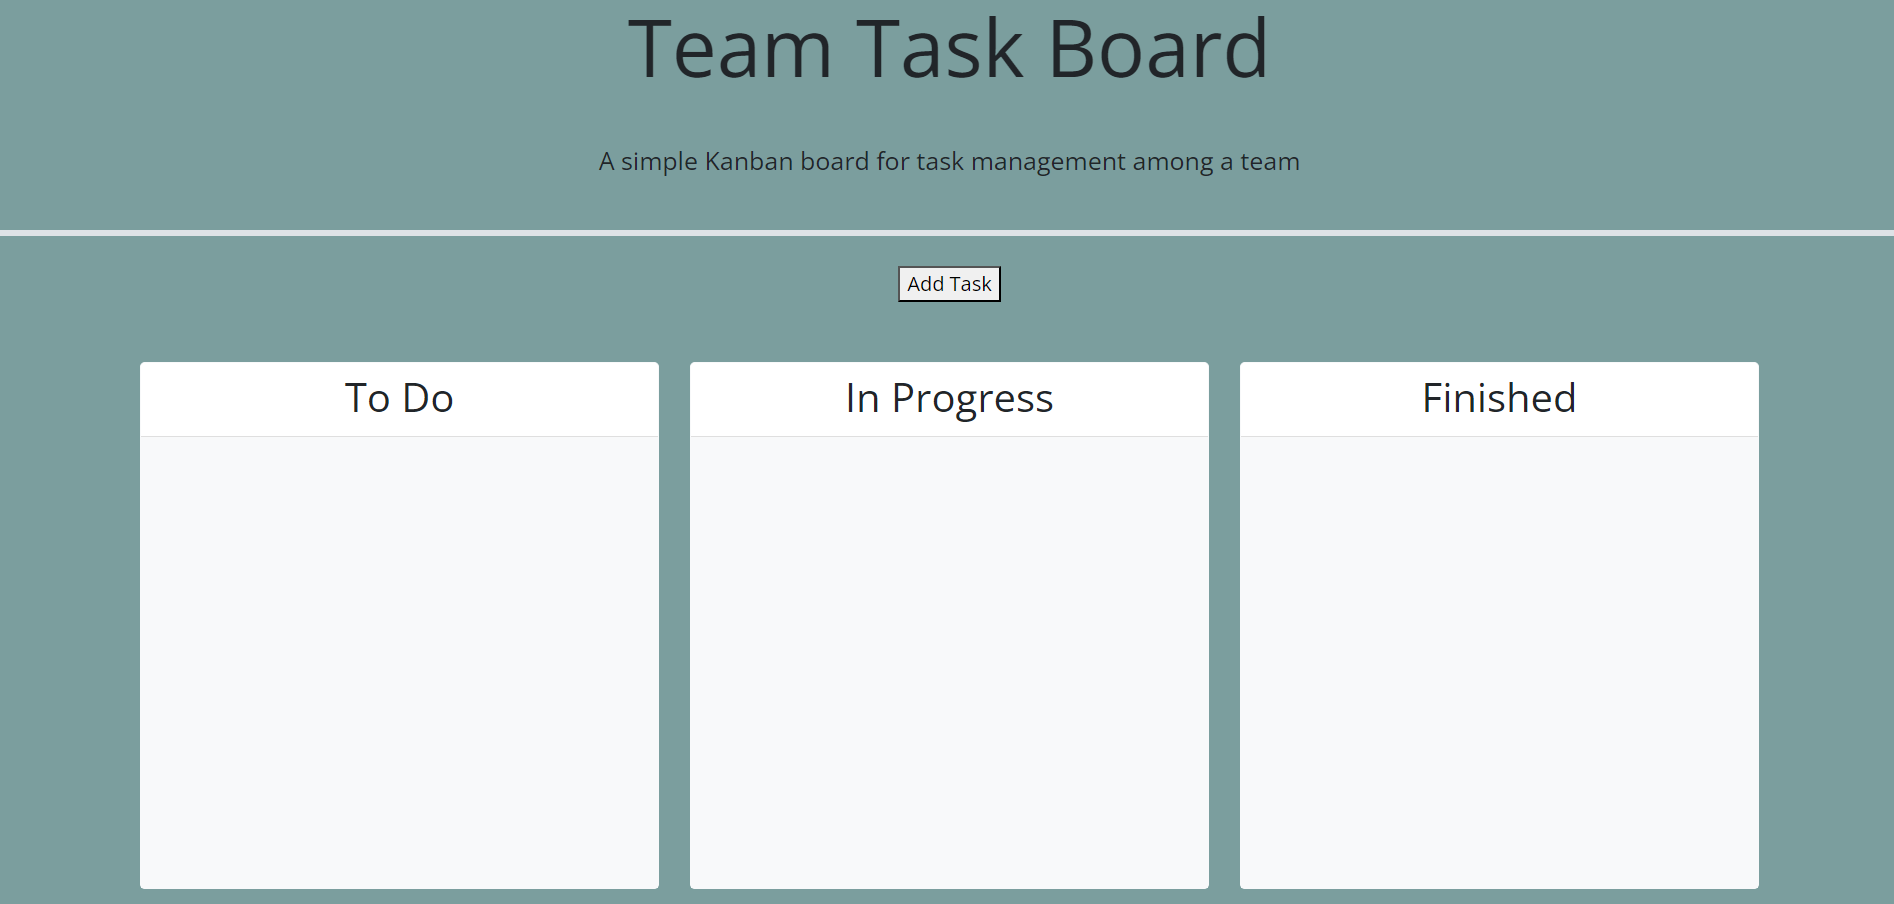 Team Task Board
A simple Kanban board for task management among a team
Add Task
To Do
In Progress
Finished